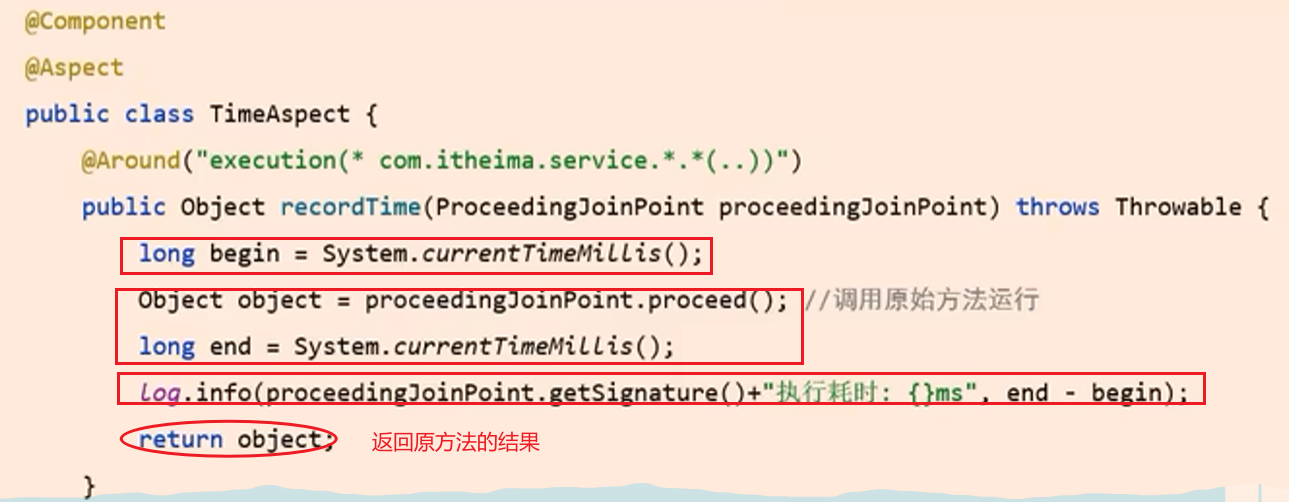 @Component
@Aspect
public class TimeAspect {
@Around("execution(* com.itheima.service.*.*(..))")
public Object recordTime(ProceedingJoinPoint proceedingJoinPoint) throws Throwable {
long begin = System.currentTimeMillis();
Object object = proceedingJoinPoint.proceed(); //调用原始方法运行
long end = System.currentTimeMillis();
log.info(proceedingJoinPoint.getSignature()+"执行耗时: {}ms", end - begin);
return object; 返回原方法的结果
}